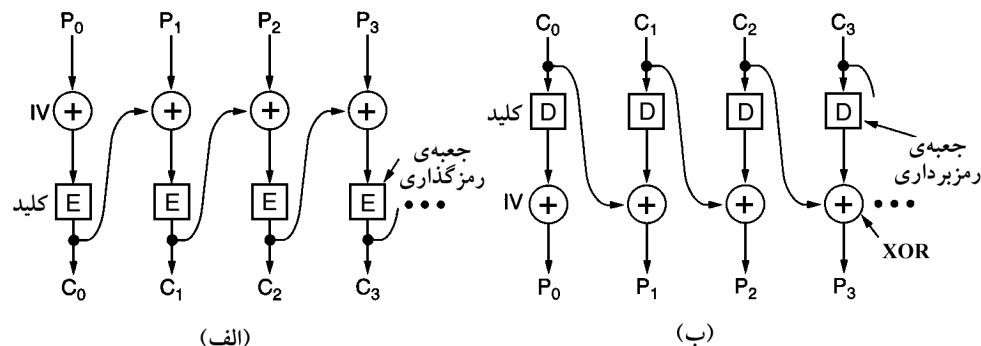 P0 P1 P2 P3 C0 C1 C2 C3
IV کلید
جعبه‌ی
رمزگذاری
کلید
IV
جعبه‌ی
رمزبرداری
+ + + + D D D D
E E E E + + + +
XOR
C0 C1 C2 C3 P0 P1 P2 P3
(الف) (ب)